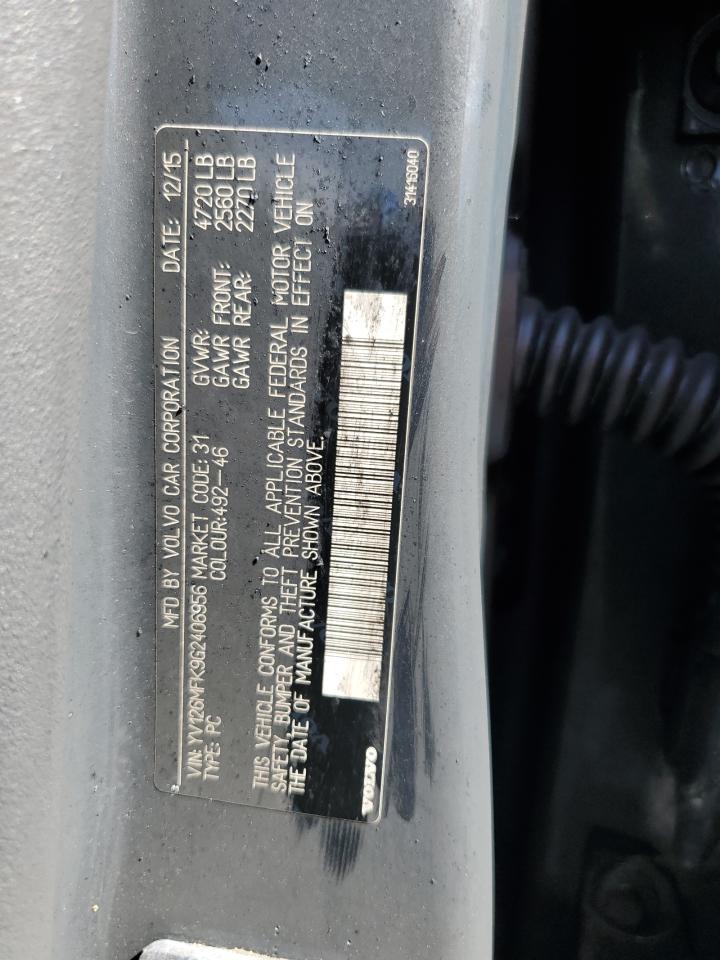 MFD BY VOLVO CAR CORPORATION DATE: 12/15
VIN: YV126MFK9G2406956 MARKET CODE: 31 GVWR: 4720 LB
TYPE: PC COLOUR:492-46 GAWR FRONT: 2560 LB
GAWR REAR: 2270 LB
THIS VEHICLE CONFORMS TO ALL APPLICABLE FEDERAL MOTOR VEHICLE
SAFETY, BUMPER AND THEFT PREVENTION STANDARDS IN EFFECT ON
THE DATE OF MANUFACTURE SHOWN ABOVE.
VOLVO 31416040